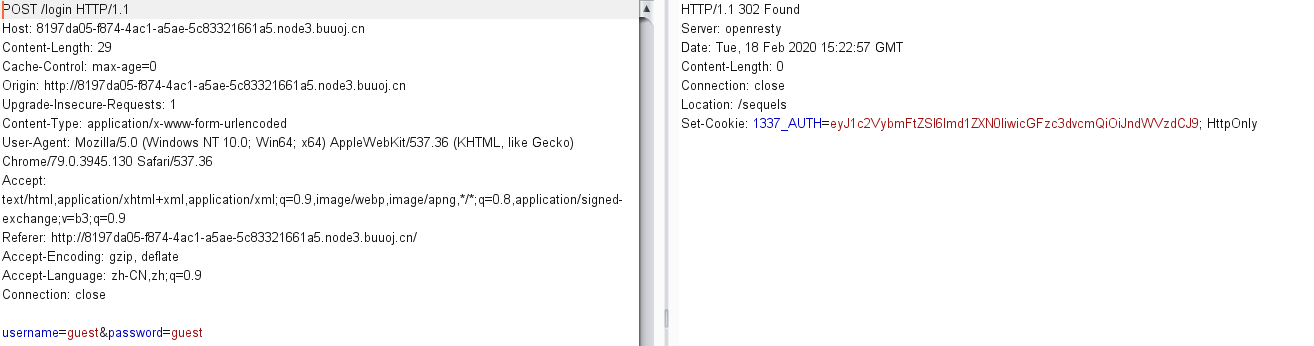 POST /login HTTP/1.1
Host: 8197da05-f874-4ac1-a5ae-5c83321661a5.node3.buuoj.cn
Content-Length: 29
Cache-Control: max-age=0
Origin: http://8197da05-f874-4ac1-a5ae-5c83321661a5.node3.buuoj.cn
Upgrade-Insecure-Requests: 1
Content-Type: application/x-www-form-urlencoded
User-Agent: Mozilla/5.0 (Windows NT 10.0; Win64; x64) AppleWebKit/537.36 (KHTML, like Gecko)
Chrome/79.0.3945.130 Safari/537.36
Accept:
text/html,application/xhtml+xml,application/xml;q=0.9,image/webp,image/apng,*/*;q=0.8,application/signed-
exchange;v=b3;q=0.9
Referer: http://8197da05-f874-4ac1-a5ae-5c83321661a5.node3.buuoj.cn/
Accept-Encoding: gzip, deflate
Accept-Language: zh-CN,zh;q=0.9
Connection: close
username=guest&password=guest
HTTP/1.1 302 Found
Server: openresty
Date: Tue, 18 Feb 2020 15:22:57 GMT
Content-Length: 0
Connection: close
Location: /sequels
Set-Cookie: 1337_AUTH=eyJ1c2VybmFtZSI6Imd1ZXN0IiwicGFzc3dvcmQiOiJndWVzdCJ9; HttpOnly